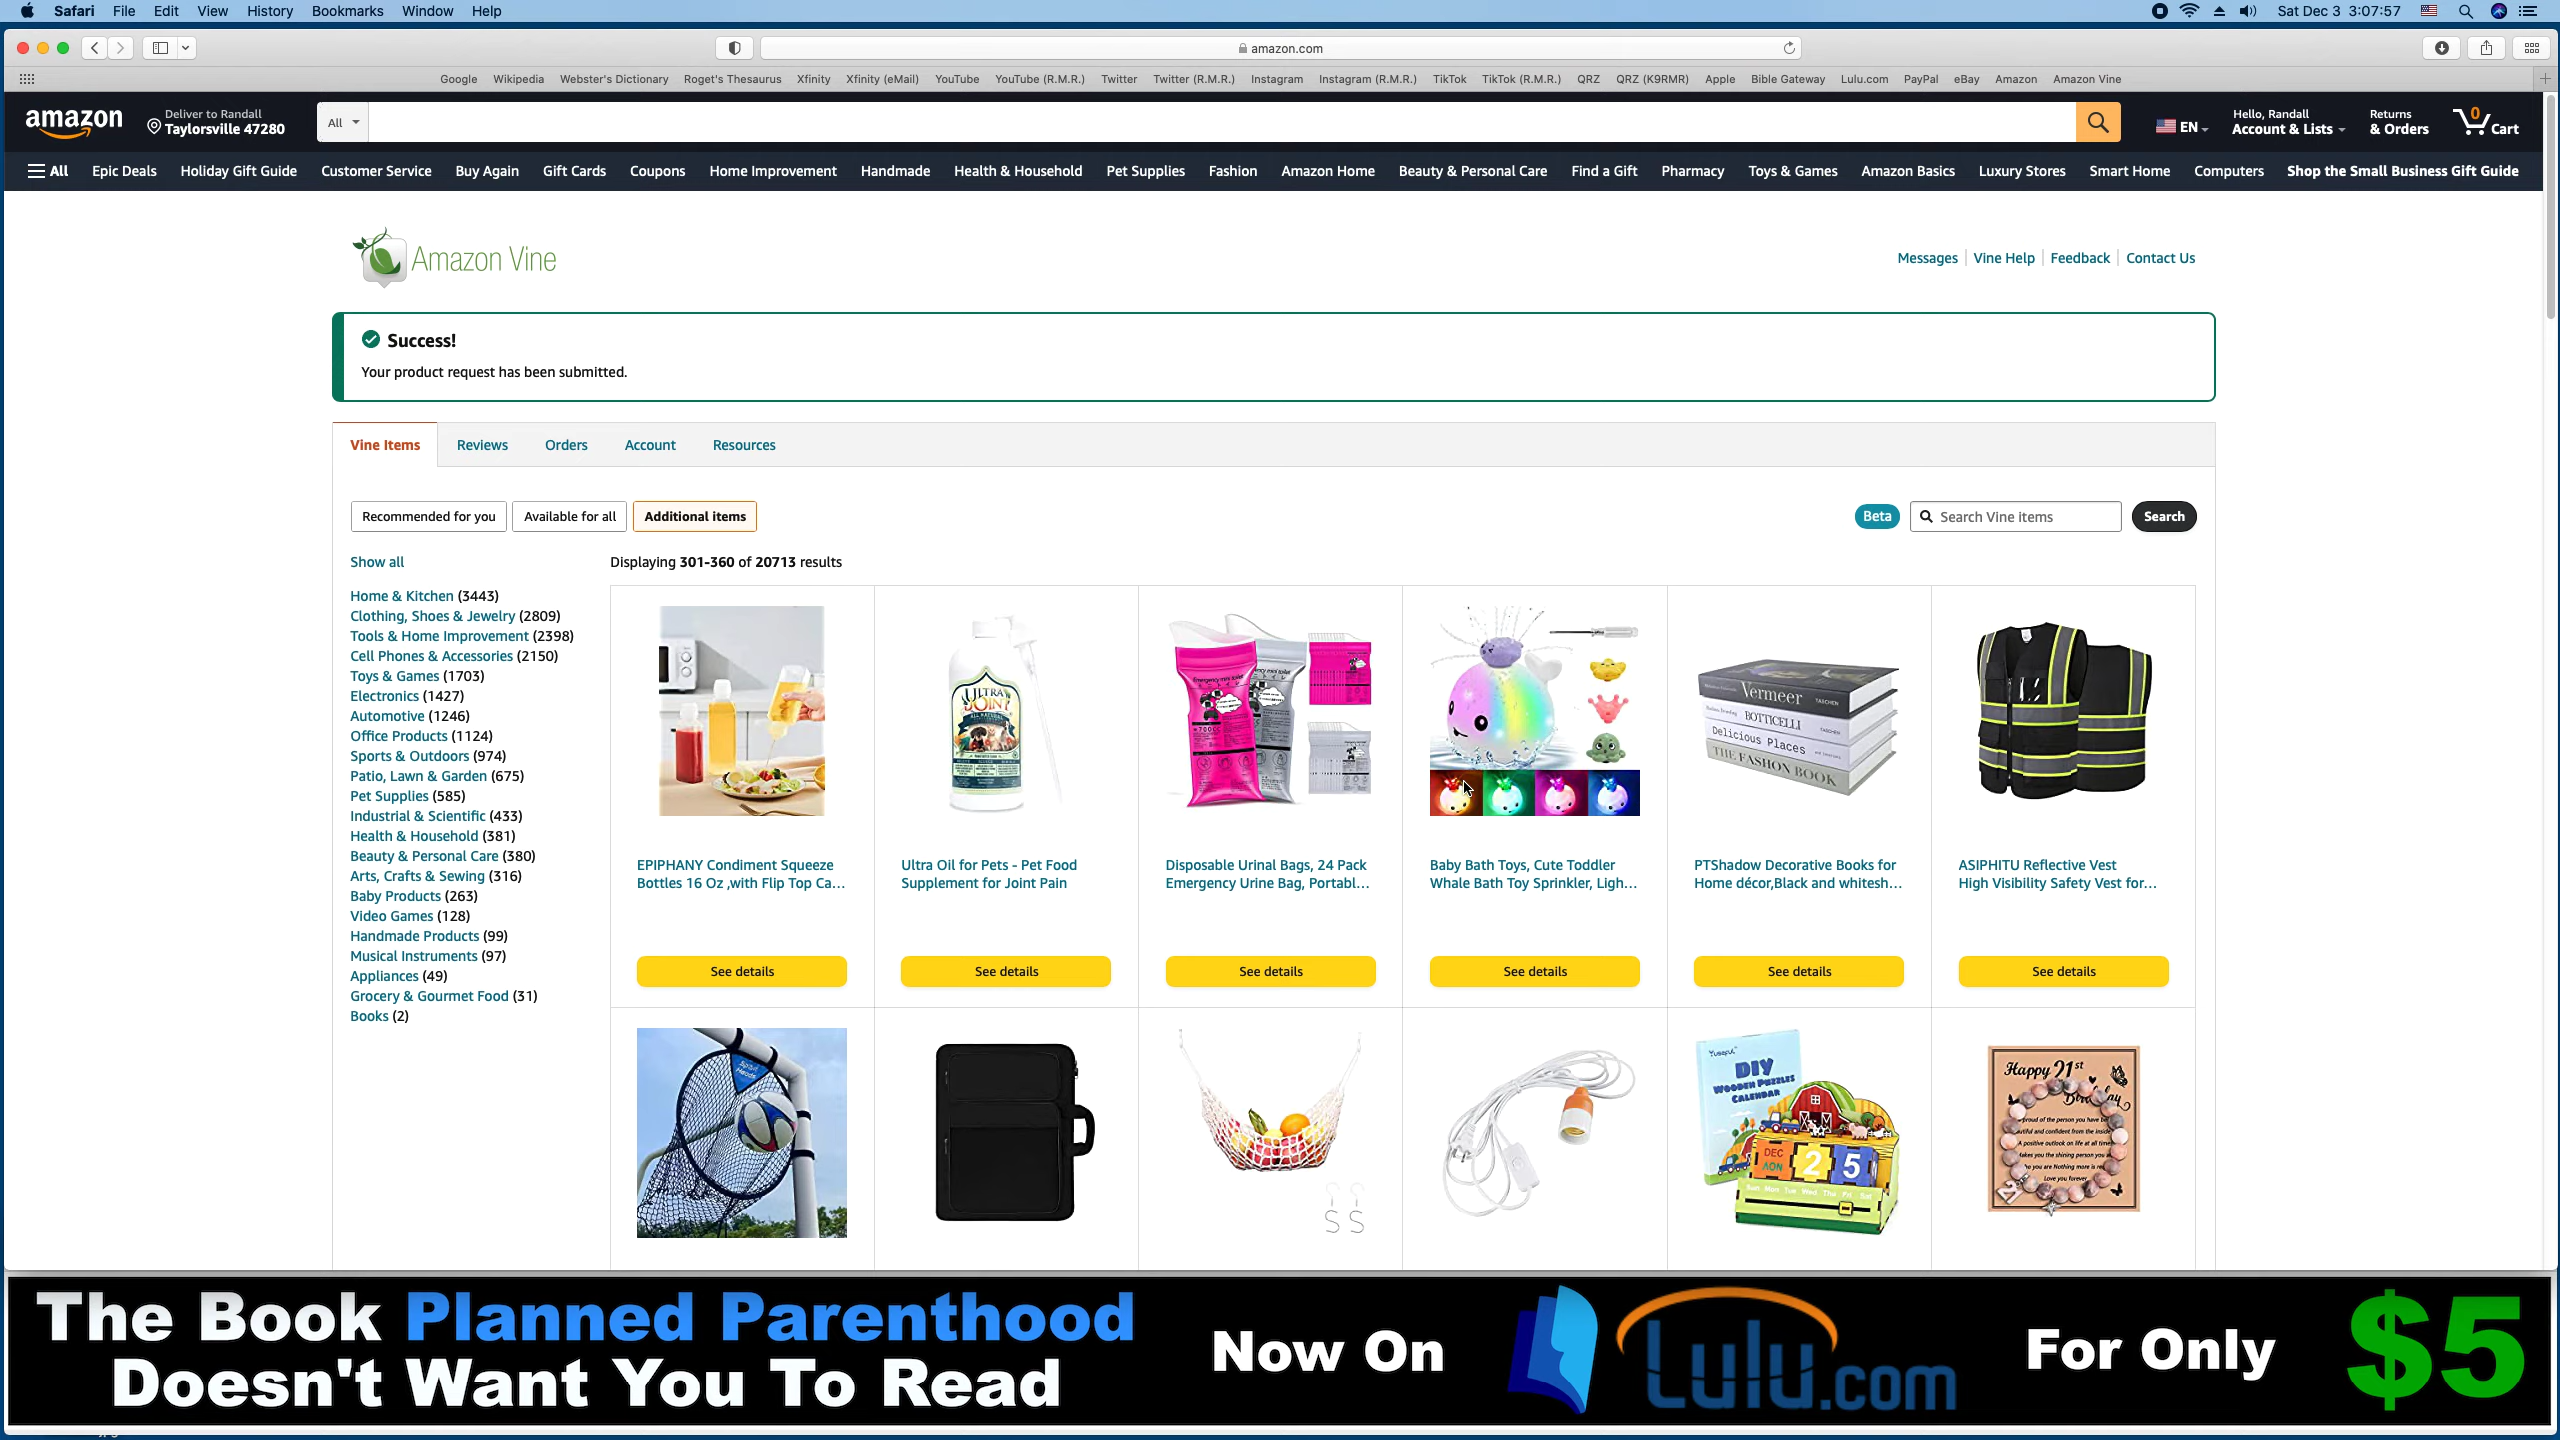 Safari File Edit View History Bookmarks Window Help
Sat Dec 3 3:07:57
amazon.com
Google Wikipedia Webster's Dictionary Roget's Thesaurus Xfinity Xfinity (eMail) YouTube YouTube (R.M.R.) Twitter Twitter (R.M.R.) Instagram Instagram (R.M.R.) TikTok TikTok (R.M.R.) QRZ QRZ (K9RMR) Apple Bible Gateway Lulu.com PayPal eBay Amazon Amazon Vine
amazon
Deliver to Randall
Taylorsville 47280
All
EN
Hello, Randall
Account & Lists
Returns
& Orders
0
Cart
All Epic Deals Holiday Gift Guide Customer Service Buy Again Gift Cards Coupons Home Improvement Handmade Health & Household Pet Supplies Fashion Amazon Home Beauty & Personal Care Find a Gift Pharmacy Toys & Games Amazon Basics Luxury Stores Smart Home Computers Shop the Small Business Gift Guide
Amazon Vine
Messages Vine Help Feedback Contact Us
Success!
Your product request has been submitted.
Vine Items Reviews Orders Account Resources
Recommended for you Available for all Additional items
Beta Search Vine items Search
Show all
Displaying 301-360 of 20713 results
Home & Kitchen (3443)
Clothing, Shoes & Jewelry (2809)
Tools & Home Improvement (2398)
Cell Phones & Accessories (2150)
Toys & Games (1703)
Electronics (1427)
Automotive (1246)
Office Products (1124)
Sports & Outdoors (974)
Patio, Lawn & Garden (675)
Pet Supplies (585)
Industrial & Scientific (433)
Health & Household (381)
Beauty & Personal Care (380)
Arts, Crafts & Sewing (316)
Baby Products (263)
Video Games (128)
Handmade Products (99)
Musical Instruments (97)
Appliances (49)
Grocery & Gourmet Food (31)
Books (2)
ULTRA
JOINT
Vermeer TASCHEN
BOTTICELLI TASCHEN
Delicious Places
THE FASHON BOOK
EPIPHANY Condiment Squeeze
Bottles 16 Oz ,with Flip Top Ca...
Ultra Oil for Pets - Pet Food
Supplement for Joint Pain
Disposable Urinal Bags, 24 Pack
Emergency Urine Bag, Portabl...
Baby Bath Toys, Cute Toddler
Whale Bath Toy Sprinkler, Ligh...
PTShadow Decorative Books for
Home décor,Black and whitesh...
ASIPHITU Reflective Vest
High Visibility Safety Vest for...
See details See details See details See details See details See details
DIY
WOODEN PUZZLES
CALENDAR
DEC
2 5
Happy 21st
Love you forever
The Book Planned Parenthood
Doesn't Want You To Read
Now On
Lulu.com
For Only
$5